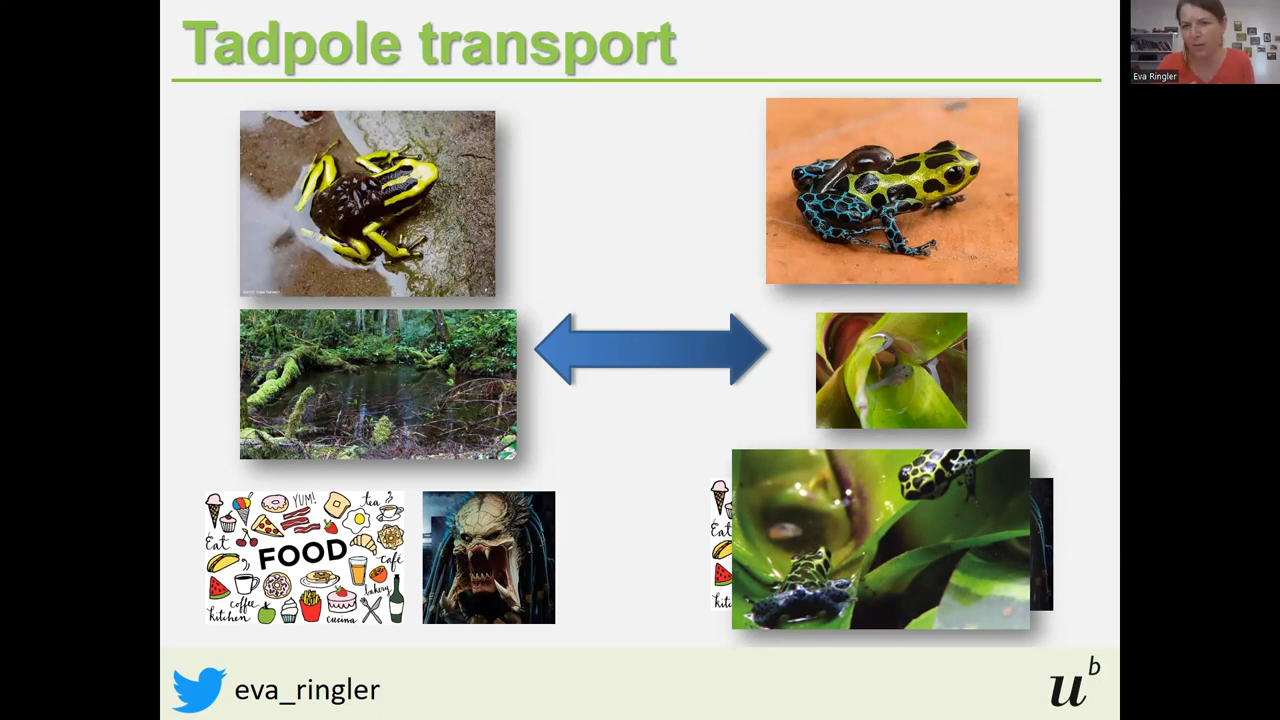 Tadpole transport
Eva Ringler
YUM!
tea
Eat
FOOD
café
coffee
bakery
kitchen
cucina
eva_ringler
u^b